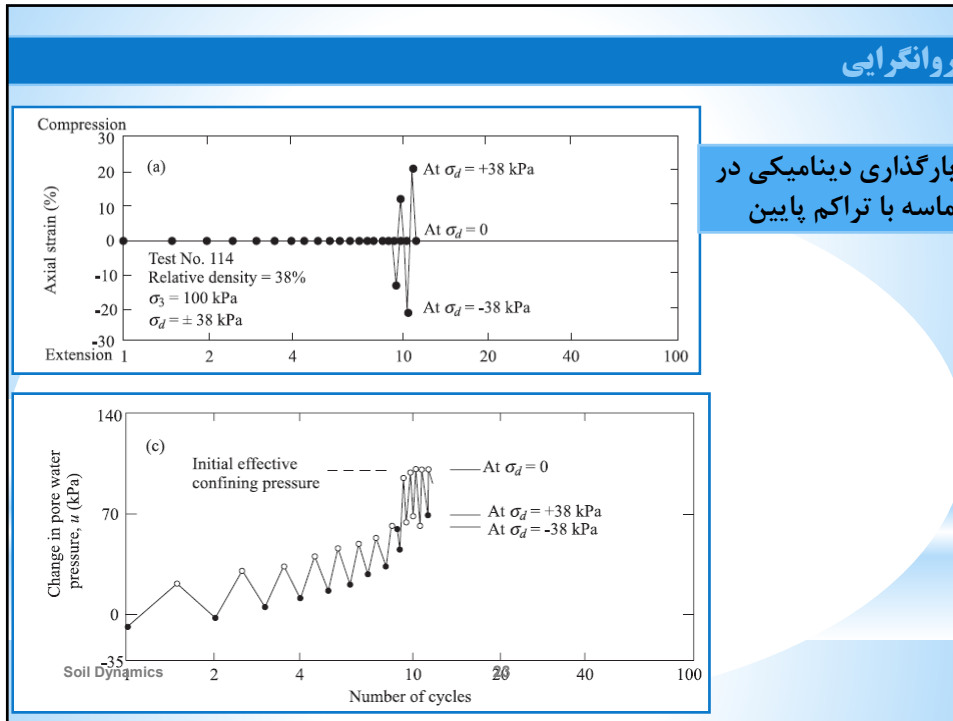 روانگرایی
بارگذاری دینامیکی در
ماسه با تراکم پایین
Compression
30
20
10
0
-10
-20
-30
Axial strain (%)
(a)
At σd = +38 kPa
At σd = 0
At σd = -38 kPa
Test No. 114
Relative density = 38%
σ3 = 100 kPa
σd = ± 38 kPa
Extension
1 2 4 10 20 40 100
140
70
0
-35
Change in pore water
pressure, u (kPa)
(c)
Initial effective
confining pressure
At σd = 0
At σd = +38 kPa
At σd = -38 kPa
1 2 4 10 20 40 100
Number of cycles
Soil Dynamics